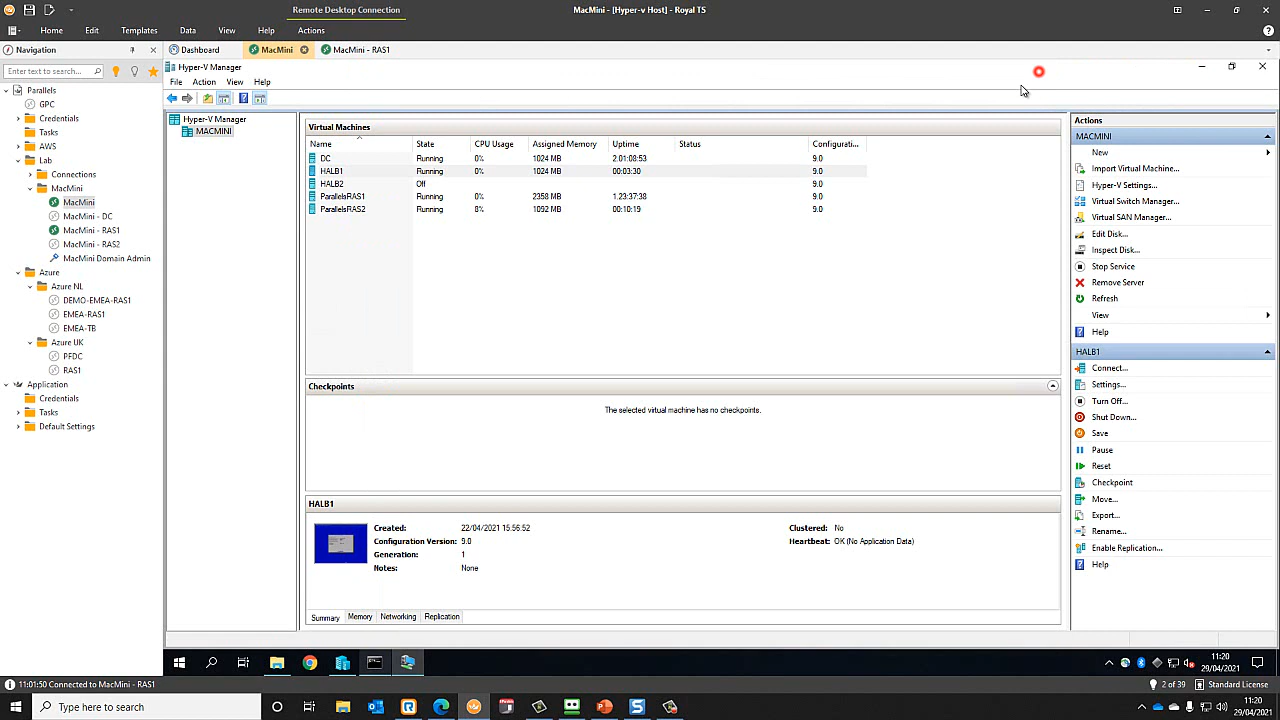 Remote Desktop Connection
MacMini - [Hyper-v Host] - Royal TS
Home Edit Templates Data View Help Actions
Navigation
Dashboard
MacMini
MacMini - RAS1
Enter text to search...
Hyper-V Manager
File Action View Help
Parallels
GPC
Credentials
Tasks
AWS
Lab
Connections
MacMini
MacMini
MacMini - DC
MacMini - RAS1
MacMini - RAS2
MacMini Domain Admin
Azure
Azure NL
DEMO-EMEA-RAS1
EMEA-RAS1
EMEA-TB
Azure UK
PFDC
RAS1
Application
Credentials
Tasks
Default Settings
Hyper-V Manager
MACMINI
Virtual Machines
Name State CPU Usage Assigned Memory Uptime Status Configurati...
DC Running 0% 1024 MB 2.01:08:53 9.0
HALB1 Running 0% 1024 MB 00:03:30 9.0
HALB2 Off 9.0
ParallelsRAS1 Running 0% 2358 MB 1.23:37:38 9.0
ParallelsRAS2 Running 8% 1092 MB 00:10:19 9.0
Checkpoints
The selected virtual machine has no checkpoints.
HALB1
Created: 22/04/2021 15:56:52 Clustered: No
Configuration Version: 9.0 Heartbeat: OK (No Application Data)
Generation: 1
Notes: None
Summary Memory Networking Replication
Actions
MACMINI
New
Import Virtual Machine...
Hyper-V Settings...
Virtual Switch Manager...
Virtual SAN Manager...
Edit Disk...
Inspect Disk...
Stop Service
Remove Server
Refresh
View
Help
HALB1
Connect...
Settings...
Turn Off...
Shut Down...
Save
Pause
Reset
Checkpoint
Move...
Export...
Rename...
Enable Replication...
Help
11:20
29/04/2021
11:01:50 Connected to MacMini - RAS1
2 of 39
Standard License
Type here to search
11:20
29/04/2021